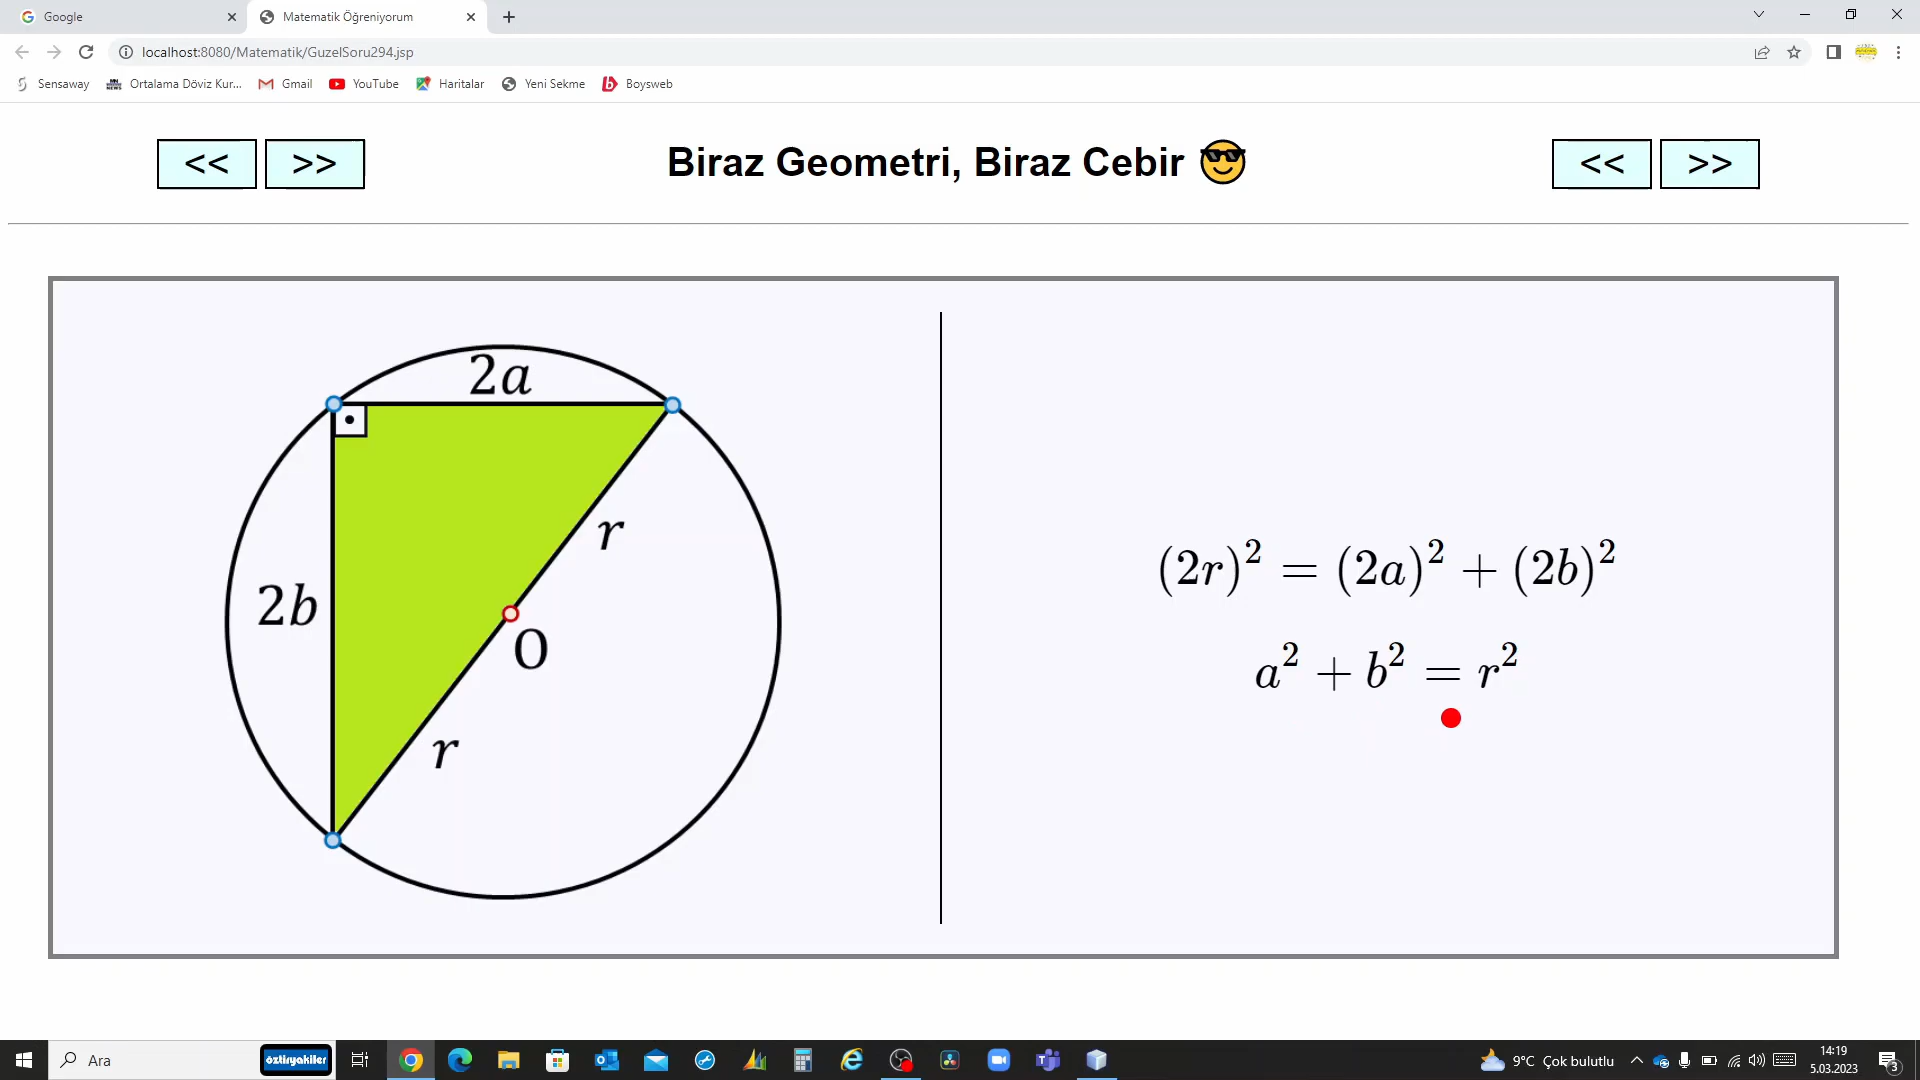 Google
Matematik Öğreniyorum
localhost:8080/Matematik/GuzelSoru294.jsp
Sensaway
Ortalama Döviz Kur...
Gmail
YouTube
Haritalar
Yeni Sekme
Boysweb
<< >>
Biraz Geometri, Biraz Cebir 😎
<< >>
2a
2b
r
O
r
(2r)² = (2a)² + (2b)²
a² + b² = r²
Ara
öztiryakiler
9°C Çok bulutlu
14:19
5.03.2023
3